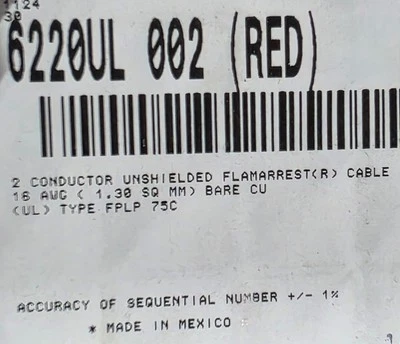 1124
30
6220UL 002 (RED)
2 CONDUCTOR UNSHIELDED FLAMARREST(R) CABLE
16 AWG ( 1.30 SQ MM) BARE CU
(UL) TYPE FPLP 75C
ACCURACY OF SEQUENTIAL NUMBER +/- 1%
* MADE IN MEXICO
9